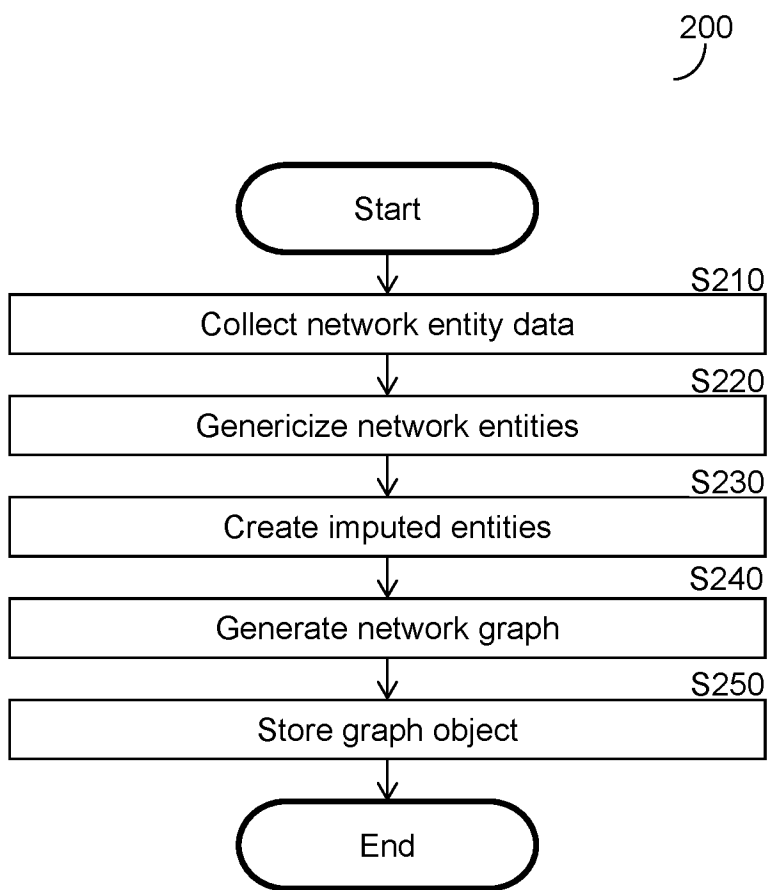 200
Start
S210
Collect network entity data
S220
Genericize network entities
S230
Create imputed entities
S240
Generate network graph
S250
Store graph object
End